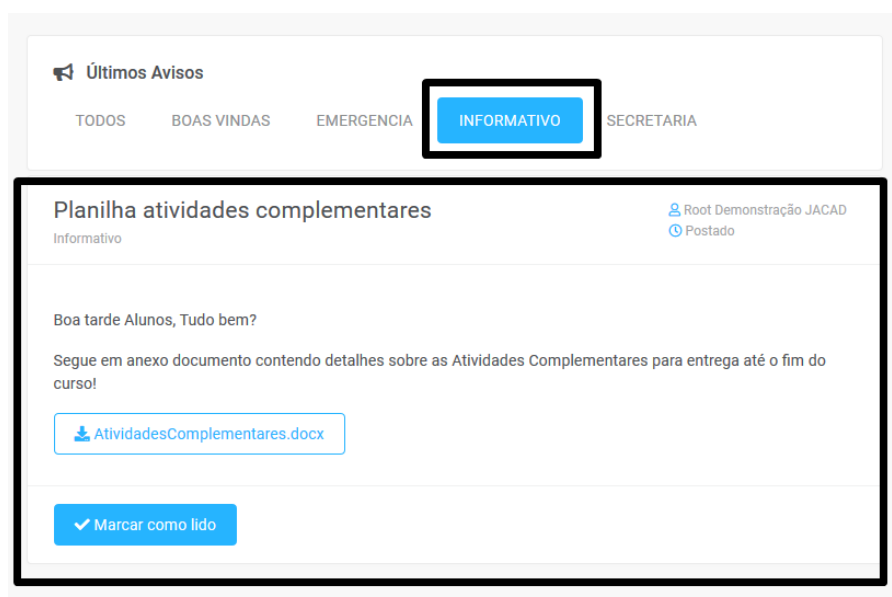 Últimos Avisos
TODOS BOAS VINDAS EMERGENCIA INFORMATIVO SECRETARIA
Planilha atividades complementares
Informativo
Root Demonstração JACAD
Postado
Boa tarde Alunos, Tudo bem?
Segue em anexo documento contendo detalhes sobre as Atividades Complementares para entrega até o fim do
curso!
AtividadesComplementares.docx
Marcar como lido